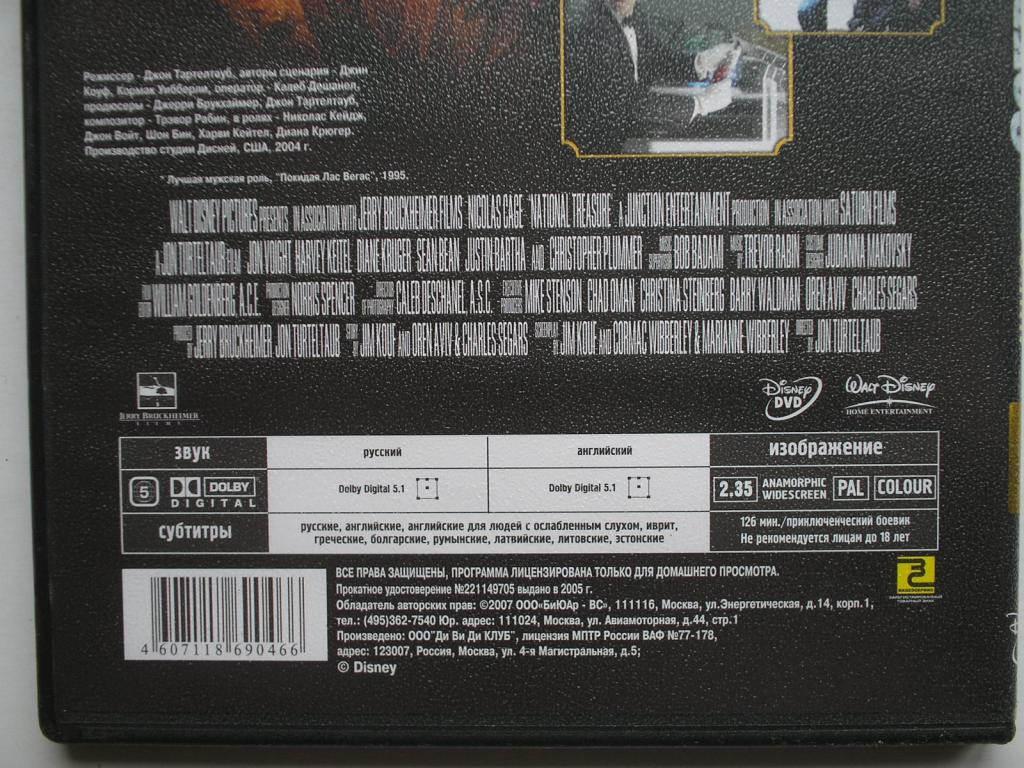 Режиссер - Джон Тартелтауб, авторы сценария - Джим
Коуф, Кормак Уибберли, оператор - Калеб Дешанел,
продюсеры - Джерри Брукхаймер, Джон Тартелтауб,
композитор - Трэвор Рабин, в ролях - Николас Кейдж,
Джон Войт, Шон Бин, Харви Кейтел, Диана Крюгер.
Производство студии Дисней, США, 2004 г.
* Лучшая мужская роль, "Покидая Лас Вегас", 1995.
WALT DISNEY PICTURES PRESENTS IN ASSOCIATION WITH JERRY BRUCKHEIMER FILMS NICOLAS CAGE "NATIONAL TREASURE" A JUNCTION ENTERTAINMENT PRODUCTION IN ASSOCIATION WITH SATURN FILMS
A JON TURTELTAUB FILM JON VOIGHT HARVEY KEITEL DIANE KRUGER SEAN BEAN JUSTIN BARTHA AND CHRISTOPHER PLUMMER BOB BADAMI TREVOR RABIN JUDIANNA MAKOVSKY
WILLIAM GOLDENBERG, A.C.E. NORRIS SPENCER CALEB DESCHANEL, A.S.C. MIKE STENSON CHAD OMAN CHRISTINA STEINBERG BARRY WALDMAN OREN AVIV CHARLES SEGARS
JERRY BRUCKHEIMER JON TURTELTAUB JIM KOUF AND OREN AVIV & CHARLES SEGARS JIM KOUF AND CORMAC WIBBERLEY & MARIANNE WIBBERLEY JON TURTELTAUB
JERRY BRUCKHEIMER
FILMS
Disney
DVD
WALT DISNEY
HOME ENTERTAINMENT
звук русский английский изображение
5 DOLBY
DIGITAL
Dolby Digital 5.1 Dolby Digital 5.1
2.35 ANAMORPHIC
WIDESCREEN PAL COLOUR
субтитры
русские, английские, английские для людей с ослабленным слухом, иврит,
греческие, болгарские, румынские, латвийские, литовские, эстонские
126 мин./приключенческий боевик
Не рекомендуется лицам до 18 лет
ВСЕ ПРАВА ЗАЩИЩЕНЫ, ПРОГРАММА ЛИЦЕНЗИРОВАНА ТОЛЬКО ДЛЯ ДОМАШНЕГО ПРОСМОТРА.
Прокатное удостоверение №221149705 выдано в 2005 г.
Обладатель авторских прав: ©2007 ООО«БиЮАр - ВС», 111116, Москва, ул.Энергетическая, д.14, корп.1,
тел.: (495)362-7540 Юр. адрес: 111024, Москва, ул. Авиамоторная, д.44, стр.1
Произведено: ООО"Ди Ви Ди КЛУБ", лицензия МПТР России ВАФ №77-178,
адрес: 123007, Россия, Москва, ул. 4-я Магистральная, д.5;
© Disney
4 607118 690466
ВИДЕОСЕРВИС
ЗАРЕГИСТРИРОВАННЫЙ
ТОВАРНЫЙ ЗНАК